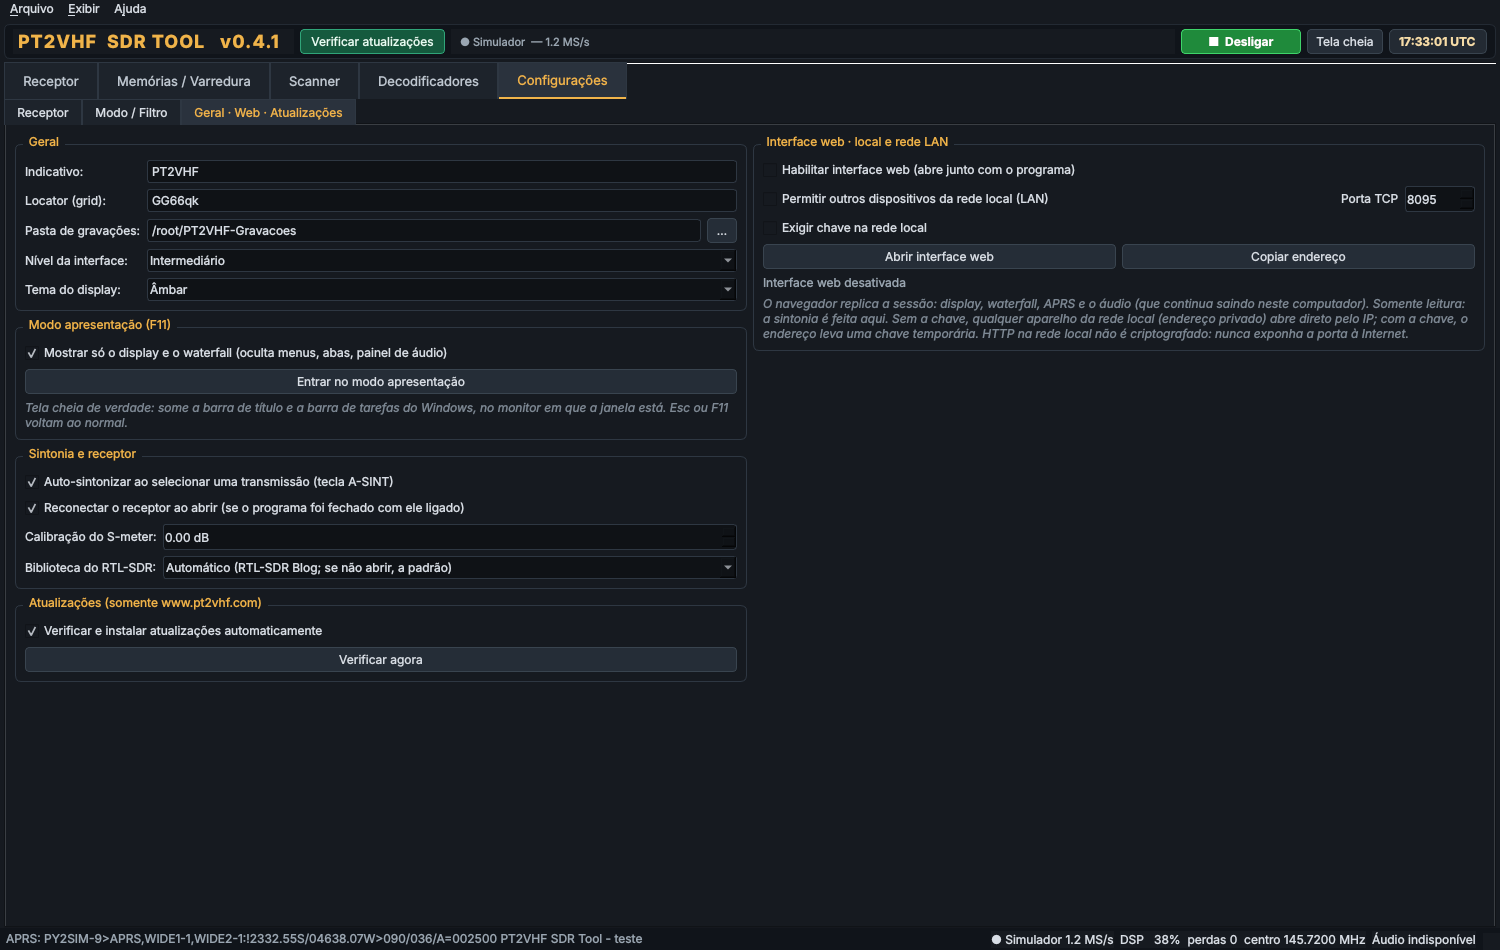 Arquivo Exibir Ajuda
PT2VHF SDR TOOL v0.4.1 Verificar atualizações Simulador — 1.2 MS/s Desligar Tela cheia 17:33:01 UTC
Receptor Memórias / Varredura Scanner Decodificadores Configurações
Receptor Modo / Filtro Geral · Web · Atualizações
Geral
Indicativo: PT2VHF
Locator (grid): GG66qk
Pasta de gravações: /root/PT2VHF-Gravacoes ...
Nível da interface: Intermediário
Tema do display: Âmbar
Modo apresentação (F11)
✓ Mostrar só o display e o waterfall (oculta menus, abas, painel de áudio)
Entrar no modo apresentação
Tela cheia de verdade: some a barra de título e a barra de tarefas do Windows, no monitor em que a janela está. Esc ou F11
voltam ao normal.
Sintonia e receptor
✓ Auto-sintonizar ao selecionar uma transmissão (tecla A-SINT)
✓ Reconectar o receptor ao abrir (se o programa foi fechado com ele ligado)
Calibração do S-meter: 0.00 dB
Biblioteca do RTL-SDR: Automático (RTL-SDR Blog; se não abrir, a padrão)
Atualizações (somente www.pt2vhf.com)
✓ Verificar e instalar atualizações automaticamente
Verificar agora
Interface web · local e rede LAN
Habilitar interface web (abre junto com o programa)
Permitir outros dispositivos da rede local (LAN) Porta TCP 8095
Exigir chave na rede local
Abrir interface web Copiar endereço
Interface web desativada
O navegador replica a sessão: display, waterfall, APRS e o áudio (que continua saindo neste computador). Somente leitura:
a sintonia é feita aqui. Sem a chave, qualquer aparelho da rede local (endereço privado) abre direto pelo IP; com a chave, o
endereço leva uma chave temporária. HTTP na rede local não é criptografado: nunca exponha a porta à Internet.
APRS: PY2SIM-9>APRS,WIDE1-1,WIDE2-1:!2332.55S/04638.07W>090/036/A=002500 PT2VHF SDR Tool - teste
Simulador 1.2 MS/s DSP 38% perdas 0 centro 145.7200 MHz Áudio indisponível